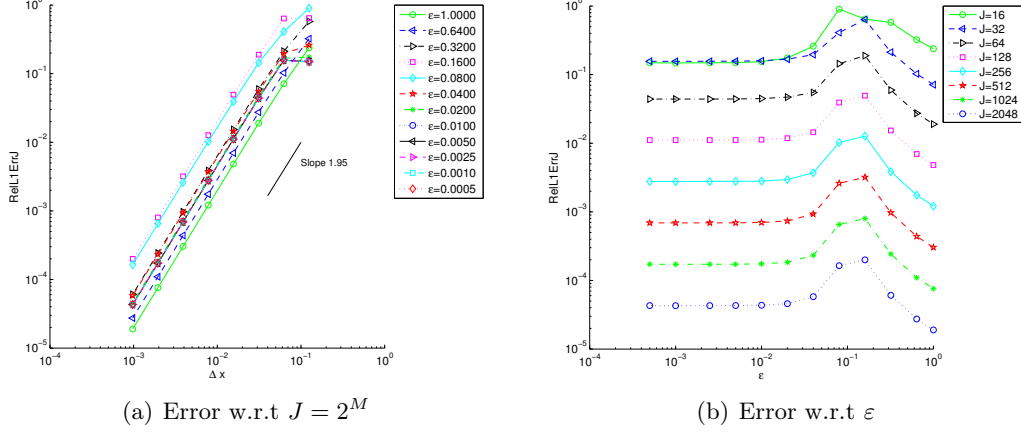 RelL1ErrJ
10^0
10^-1
10^-2
10^-3
10^-4
10^-5
10^-4
10^-3
10^-2
10^-1
10^0
Δ x
Slope 1.95
ε=1.0000
ε=0.6400
ε=0.3200
ε=0.1600
ε=0.0800
ε=0.0400
ε=0.0200
ε=0.0100
ε=0.0050
ε=0.0025
ε=0.0010
ε=0.0005
(a) Error w.r.t J = 2^M
RelL1ErrJ
10^0
10^-1
10^-2
10^-3
10^-4
10^-5
10^-4
10^-3
10^-2
10^-1
10^0
ε
J=16
J=32
J=64
J=128
J=256
J=512
J=1024
J=2048
(b) Error w.r.t ε